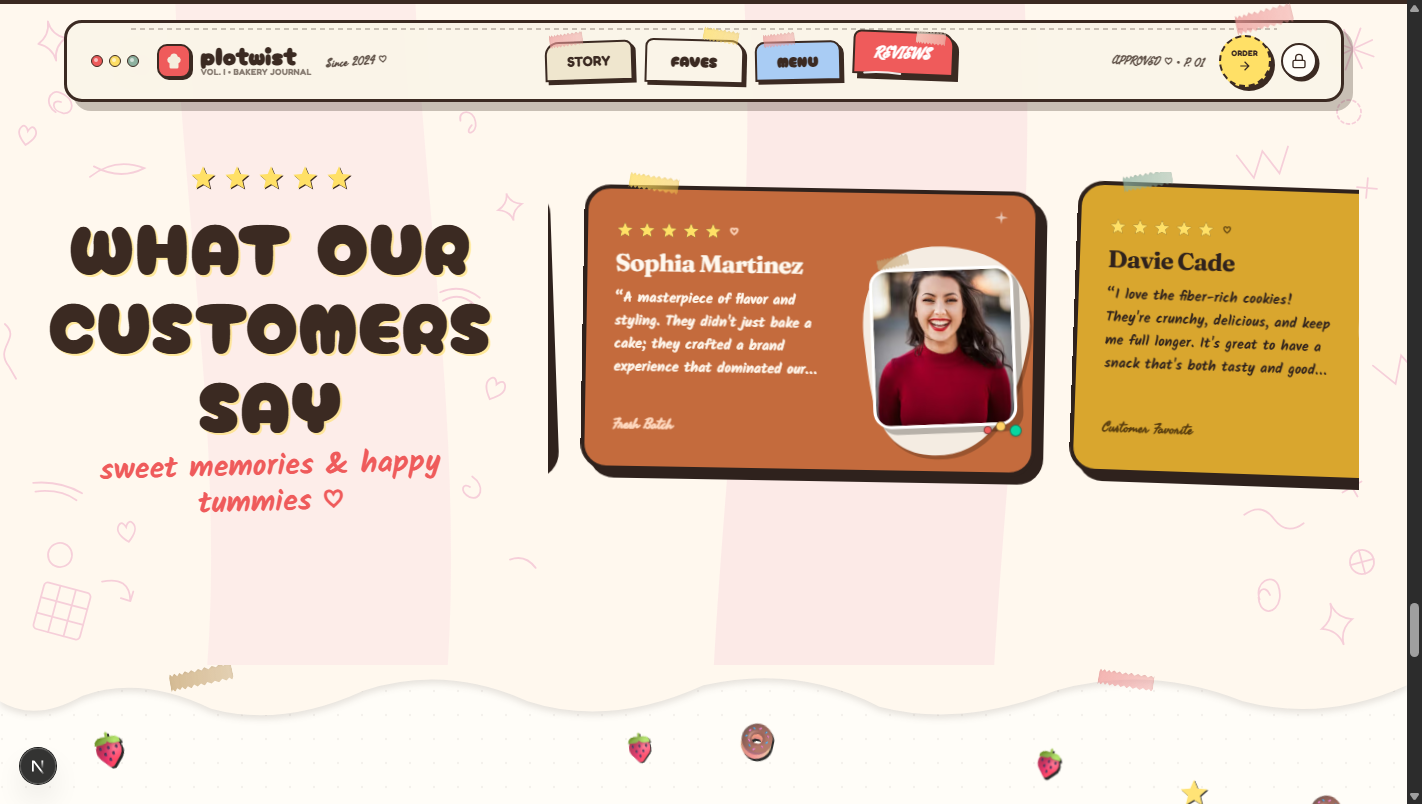 plotwist
VOL. I • BAKERY JOURNAL
Since 2024 ♡
STORY
FAVES
MENU
REVIEWS
APPROVED ♡ • P. 01
ORDER
→
WHAT OUR
CUSTOMERS
SAY
sweet memories & happy
tummies ♡
Sophia Martinez
“A masterpiece of flavor and
styling. They didn't just bake a
cake; they crafted a brand
experience that dominated our...
Fresh Batch
Davie Cade
“I love the fiber-rich cookies!
They're crunchy, delicious, and keep
me full longer. It's great to have a
snack that's both tasty and good...
Customer Favorite
N